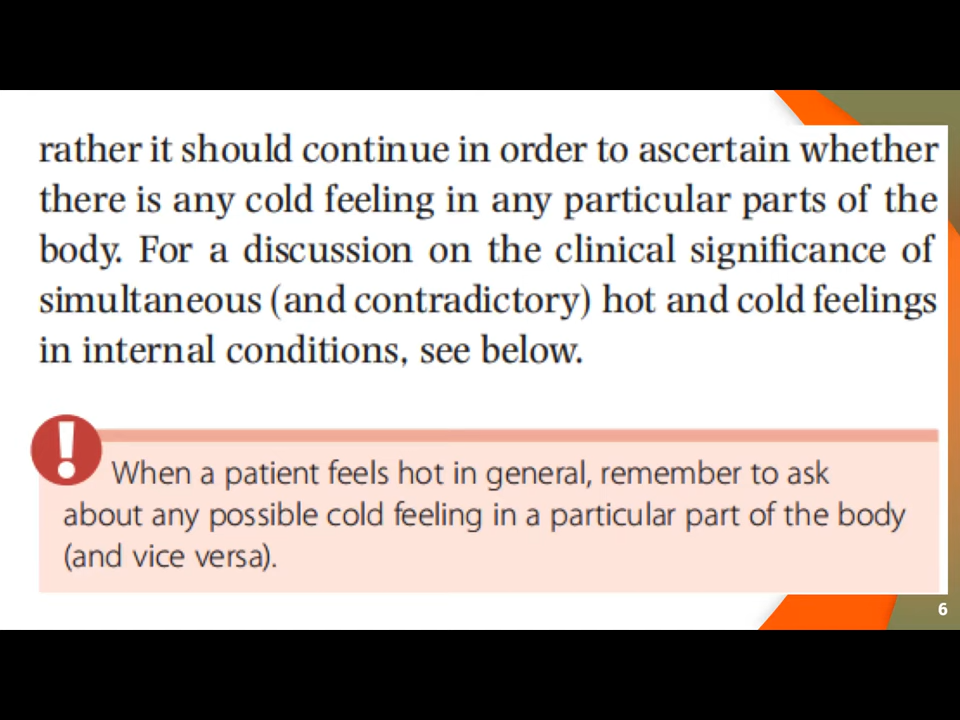 rather it should continue in order to ascertain whether
there is any cold feeling in any particular parts of the
body. For a discussion on the clinical significance of
simultaneous (and contradictory) hot and cold feelings
in internal conditions, see below.
!
When a patient feels hot in general, remember to ask
about any possible cold feeling in a particular part of the body
(and vice versa).
6